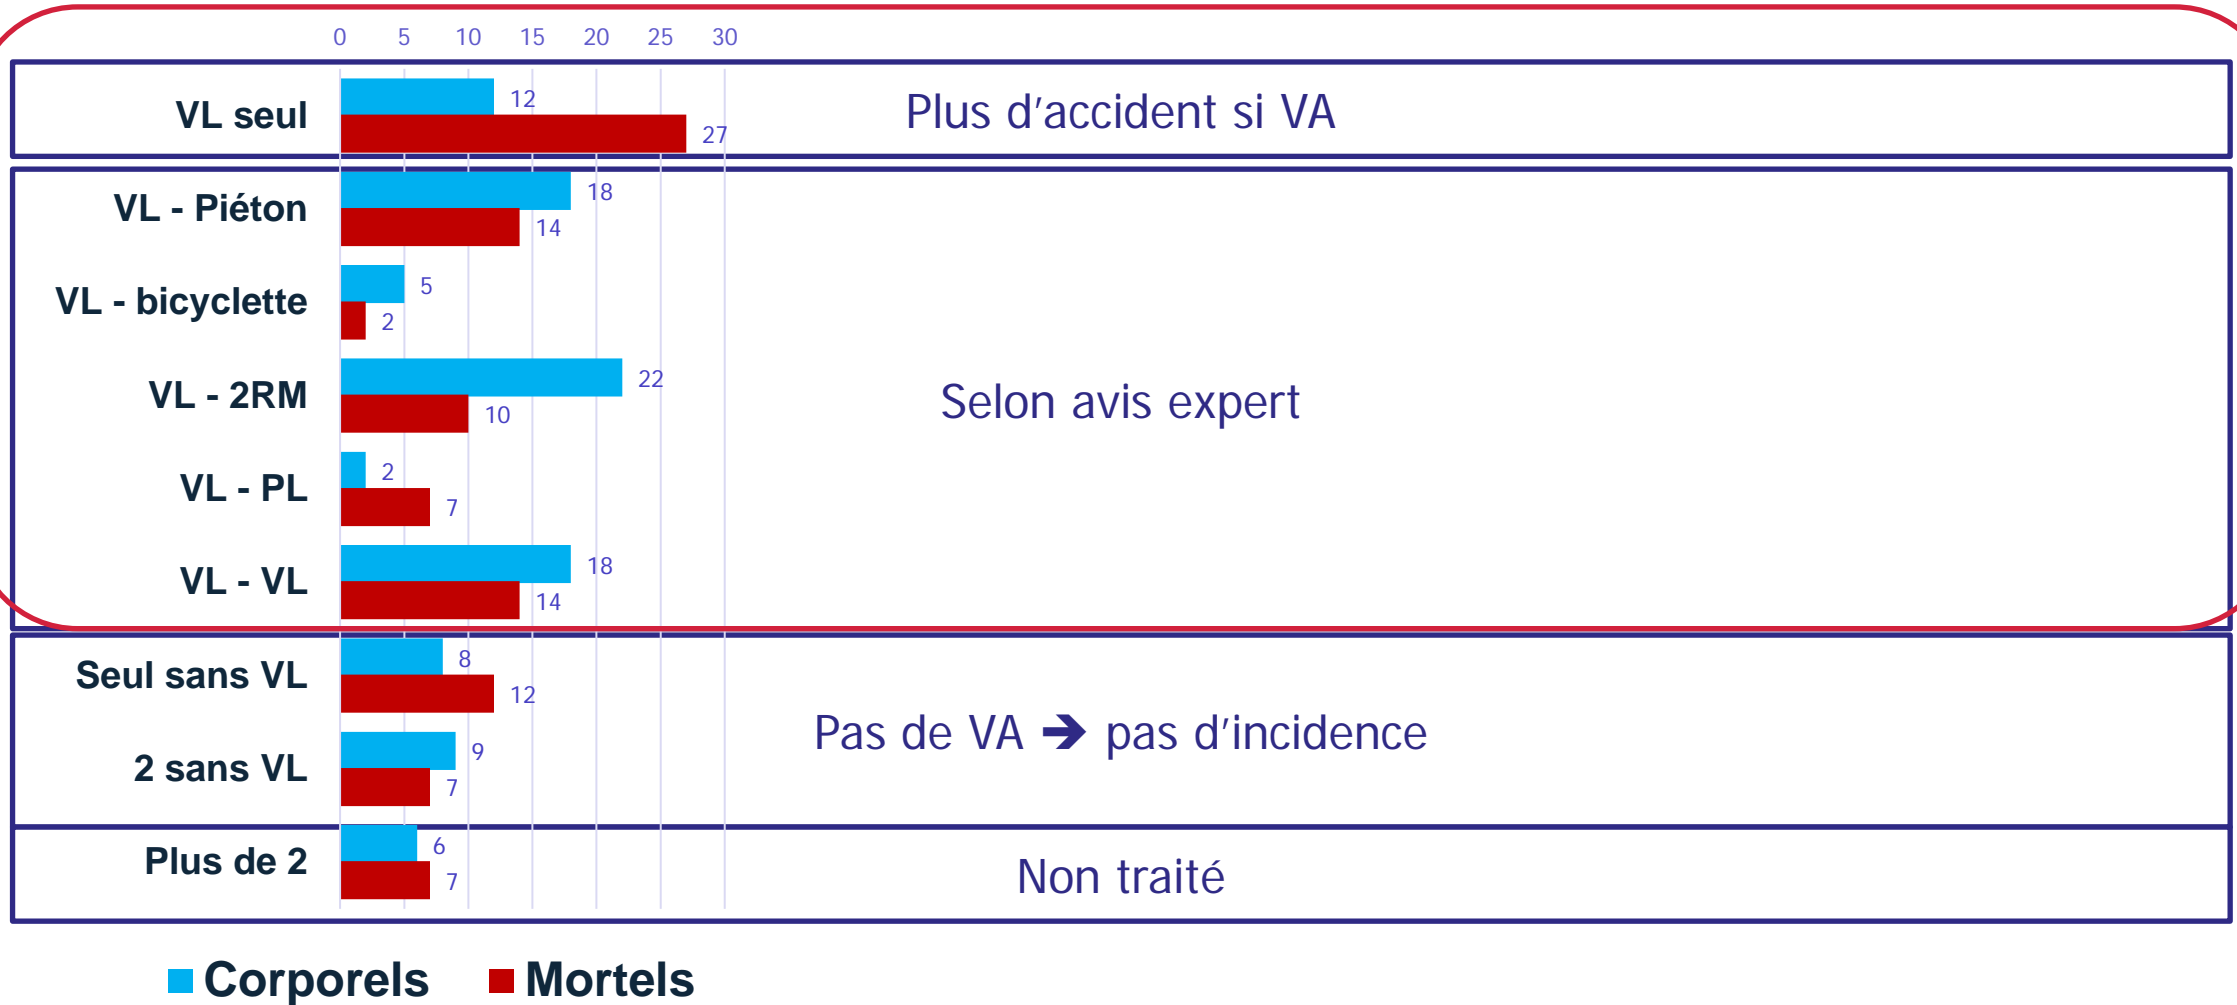 0 5 10 15 20 25 30
VL seul 12 Plus d'accident si VA
27
VL - Piéton 18
14
VL - bicyclette 5
2
VL - 2RM 22
10
Selon avis expert
VL - PL 2
7
VL - VL 18
14
Seul sans VL 8
12
Pas de VA ➔ pas d'incidence
2 sans VL 9
7
Plus de 2 6
7
Non traité
Corporels Mortels